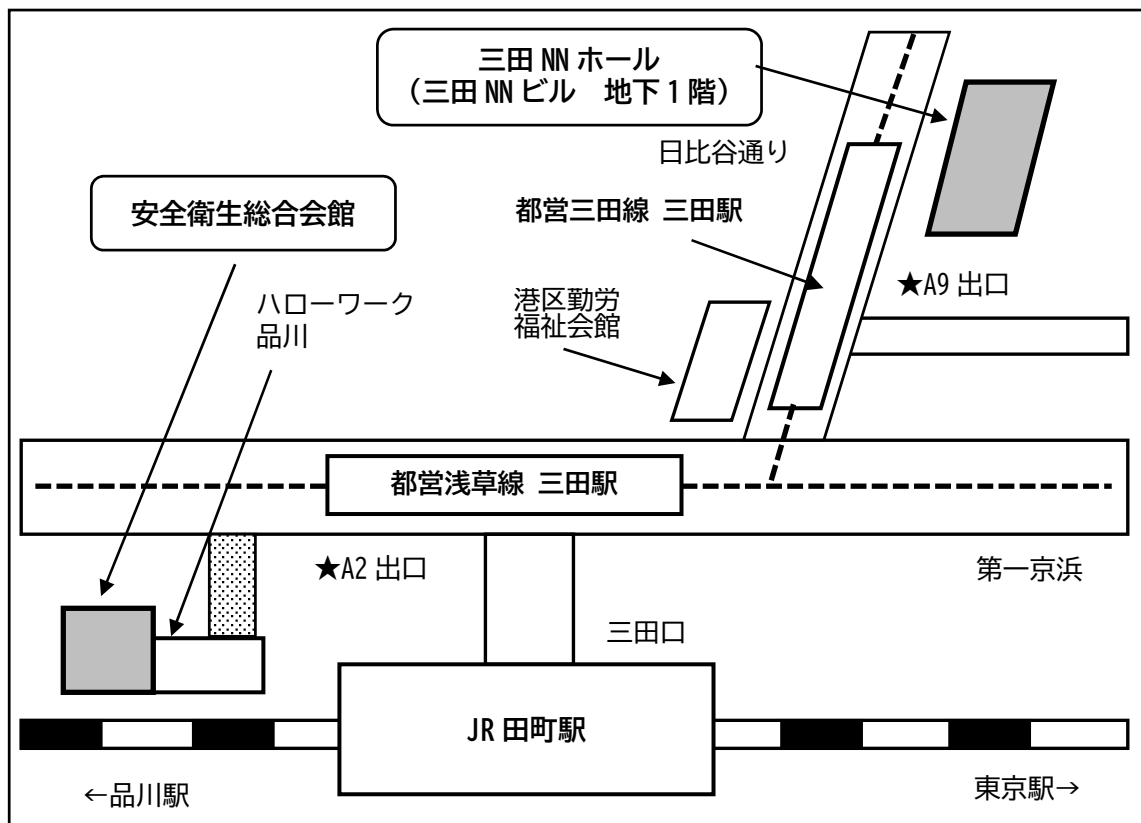 三田 NN ホール
（三田 NN ビル　地下 1 階）
日比谷通り
安全衛生総合会館
都営三田線 三田駅
ハローワーク
品川
港区勤労
福祉会館
★A9 出口
都営浅草線 三田駅
★A2 出口
第一京浜
三田口
JR 田町駅
←品川駅
東京駅→